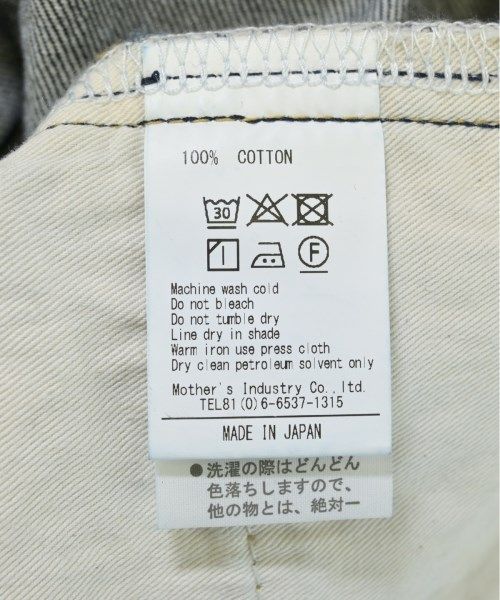 100% COTTON
30
F
Machine wash cold
Do not bleach
Do not tumble dry
Line dry in shade
Warm iron use press cloth
Dry clean petroleum solvent only
Mother's Industry Co.,ltd.
TEL81(0)6-6537-1315
MADE IN JAPAN
●洗濯の際はどんどん
色落ちしますので、
他の物とは、絶対一